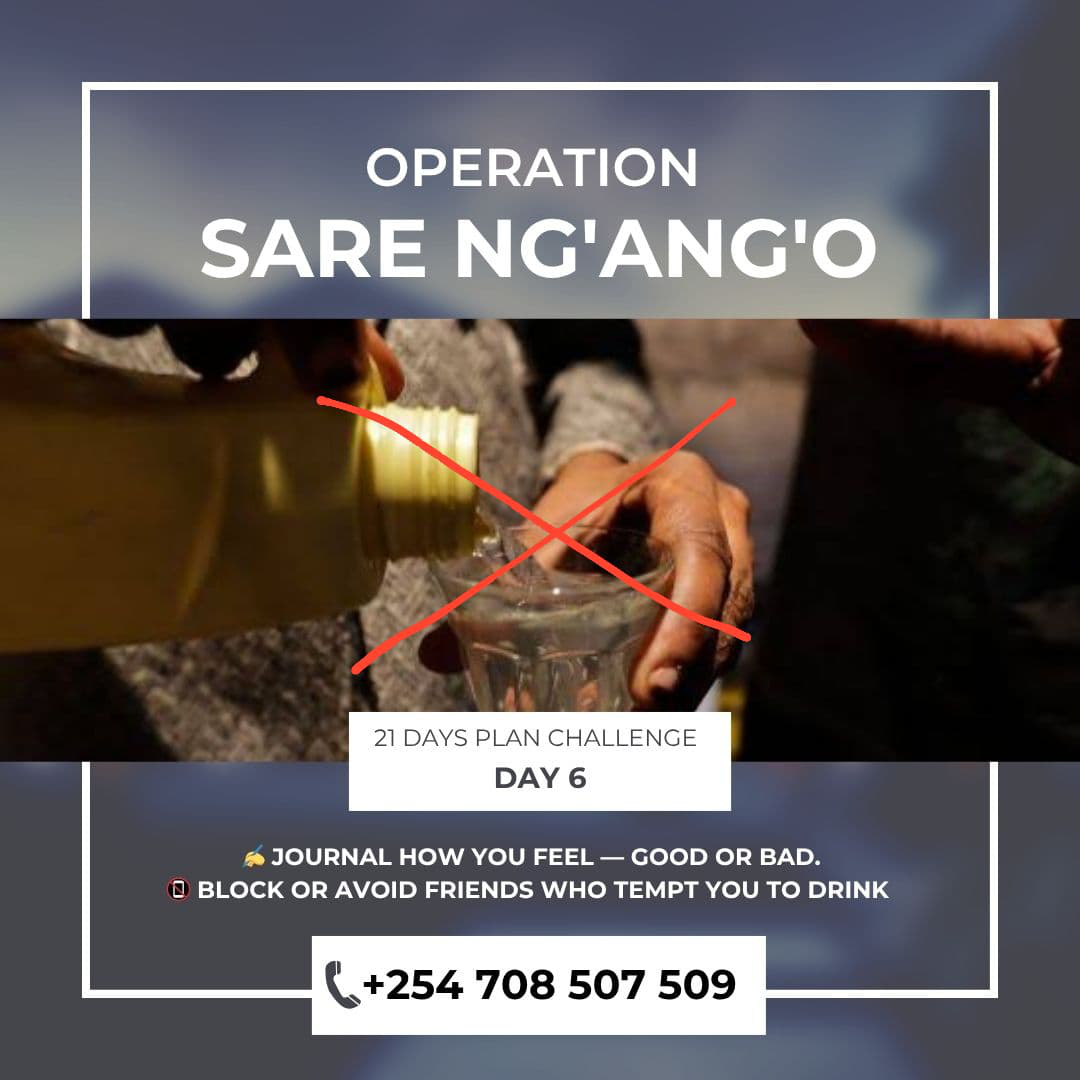 OPERATION
SARE NG'ANG'O
21 DAYS PLAN CHALLENGE
DAY 6
✍️ JOURNAL HOW YOU FEEL — GOOD OR BAD.
📵 BLOCK OR AVOID FRIENDS WHO TEMPT YOU TO DRINK
+254 708 507 509